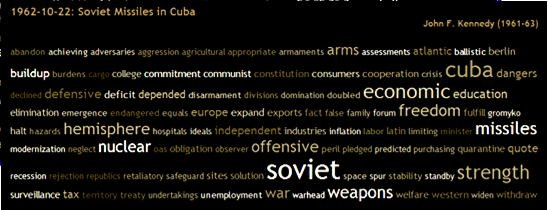 1962-10-22: Soviet Missiles in Cuba
John F. Kennedy (1961-63)
abandon achieving adversaries aggression agricultural appropriate armaments arms assessments atlantic ballistic berlin
buildup burdens cargo college commitment communist constitution consumers cooperation crisis cuba dangers
declined defensive deficit depended disarmament divisions domination doubled economic education
elimination emergence endangered equals europe expand exports fact false family forum freedom fulfill gromyko
halt hazards hemisphere hospitals ideals independent industries inflation labor latin limiting minister missiles
modernization neglect nuclear oas obligation observer offensive peril pledged predicted purchasing quarantine quote
recession rejection republics retaliatory safeguard sites solution soviet space spur stability standby strength
surveillance tax territory treaty undertakings unemployment war warhead weapons welfare western widen withdraw